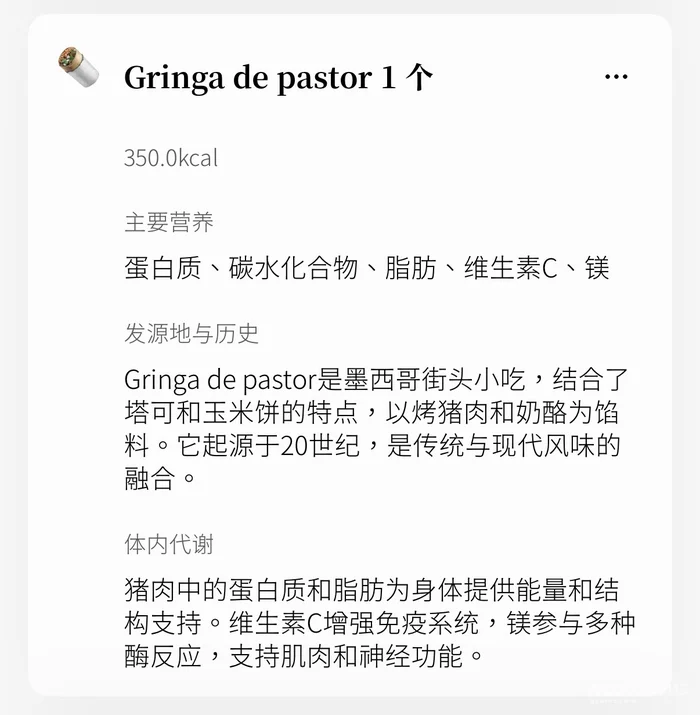 Gringa de pastor 1 个
350.0kcal
主要营养
蛋白质、碳水化合物、脂肪、维生素C、镁
发源地与历史
Gringa de pastor是墨西哥街头小吃，结合了
塔可和玉米饼的特点，以烤猪肉和奶酪为馅
料。它起源于20世纪，是传统与现代风味的
融合。
体内代谢
猪肉中的蛋白质和脂肪为身体提供能量和结
构支持。维生素C增强免疫系统，镁参与多种
酶反应，支持肌肉和神经功能。